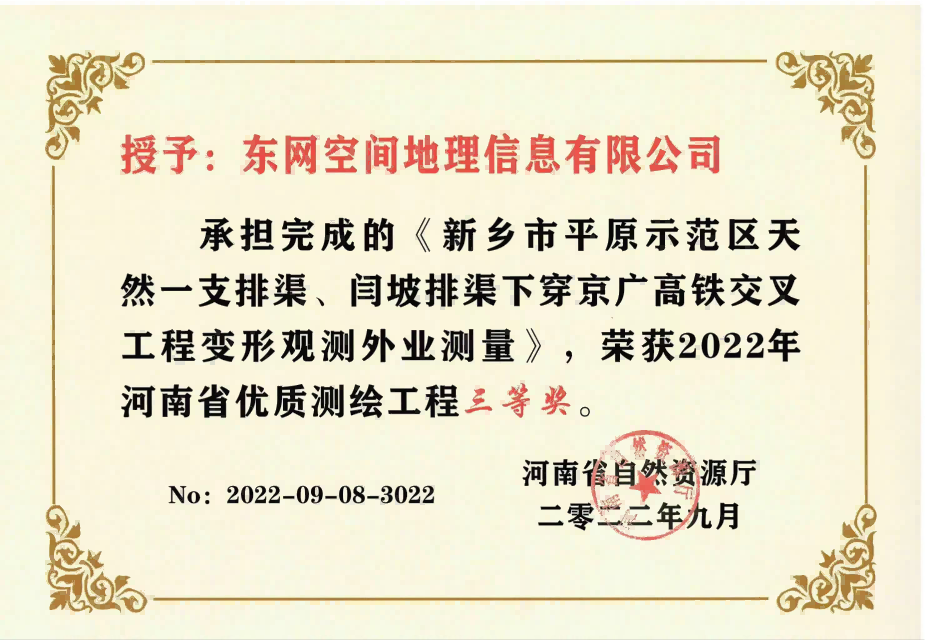 授予：东网空间地理信息有限公司
承担完成的《新乡市平原示范区天
然一支排渠、闫坡排渠下穿京广高铁交叉
工程变形观测外业测量》，荣获2022年
河南省优质测绘工程三等奖。
河南省自然资源厅
No：2022-09-08-3022
二零二二年九月